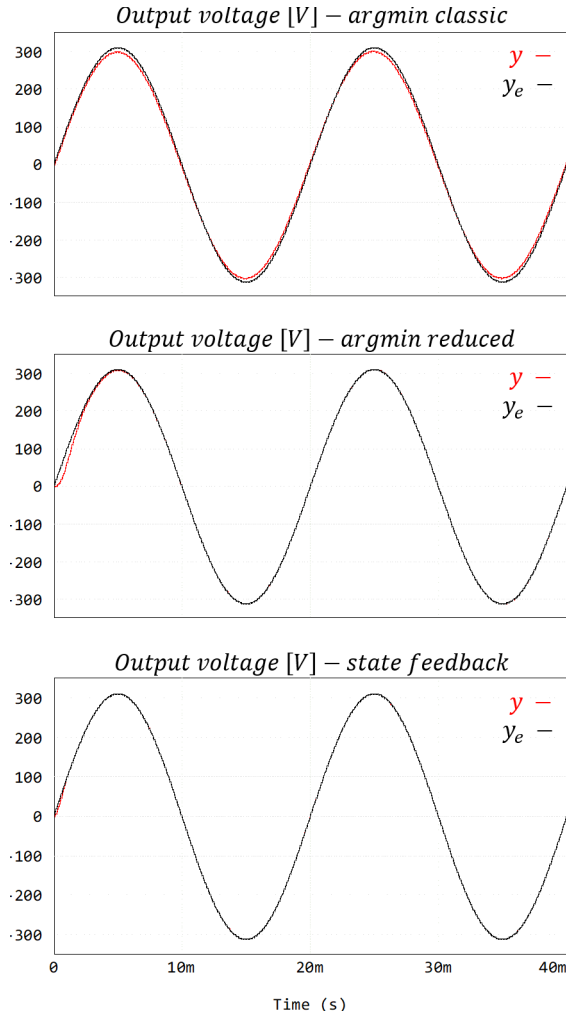 Output voltage [V] − argmin classic
300
200
100
0
-100
-200
-300
y —
yₑ —
Output voltage [V] − argmin reduced
300
200
100
0
-100
-200
-300
y —
yₑ —
Output voltage [V] − state feedback
300
200
100
0
-100
-200
-300
y —
yₑ —
0 10m 20m 30m 40m
Time (s)